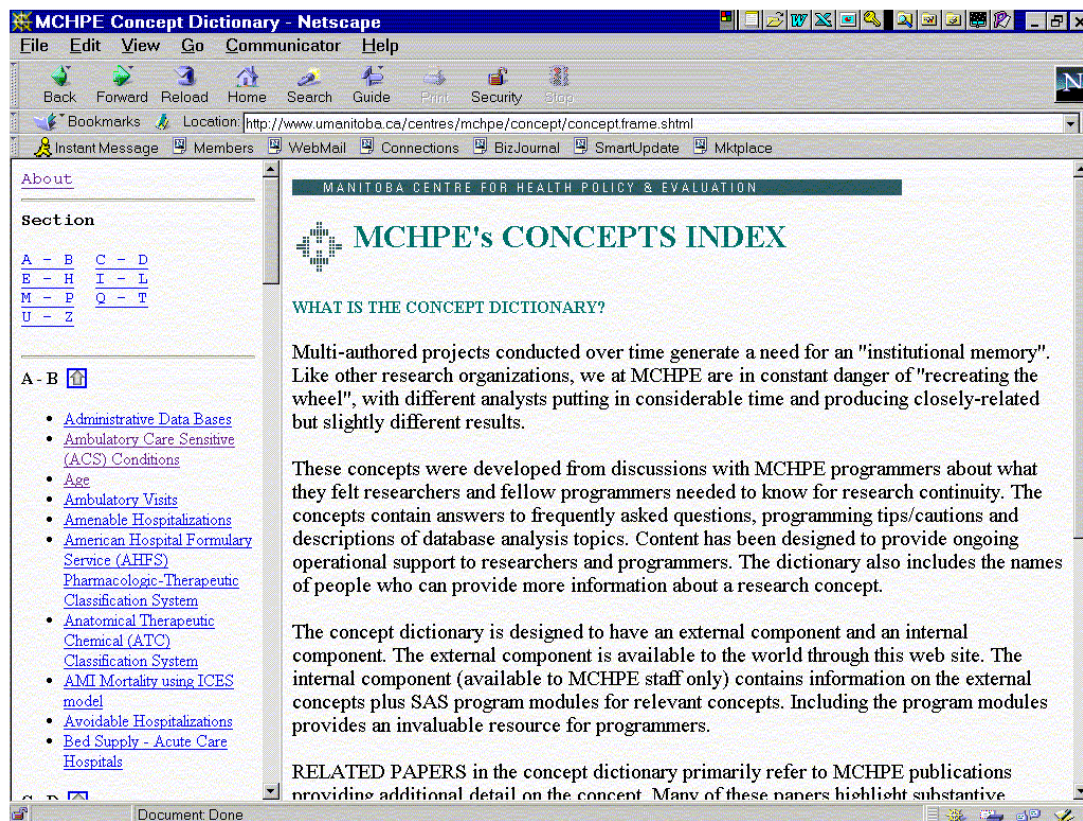 MCHPE Concept Dictionary - Netscape
File Edit View Go Communicator Help
Back Forward Reload Home Search Guide Print Security Stop
N
Bookmarks Location: http://www.umanitoba.ca/centres/mchpe/concept/concept.frame.shtml
Instant Message Members WebMail Connections BizJournal SmartUpdate Mktplace
About
Section
A - B C - D
E - H I - L
M - P Q - T
U - Z
A - B
• Administrative Data Bases
• Ambulatory Care Sensitive
(ACS) Conditions
• Age
• Ambulatory Visits
• Amenable Hospitalizations
• American Hospital Formulary
Service (AHFS)
Pharmacologic-Therapeutic
Classification System
• Anatomical Therapeutic
Chemical (ATC)
Classification System
• AMI Mortality using ICES
model
• Avoidable Hospitalizations
• Bed Supply - Acute Care
Hospitals
C - D
MANITOBA CENTRE FOR HEALTH POLICY & EVALUATION
MCHPE's CONCEPTS INDEX
WHAT IS THE CONCEPT DICTIONARY?
Multi-authored projects conducted over time generate a need for an "institutional memory".
Like other research organizations, we at MCHPE are in constant danger of "recreating the
wheel", with different analysts putting in considerable time and producing closely-related
but slightly different results.
These concepts were developed from discussions with MCHPE programmers about what
they felt researchers and fellow programmers needed to know for research continuity. The
concepts contain answers to frequently asked questions, programming tips/cautions and
descriptions of database analysis topics. Content has been designed to provide ongoing
operational support to researchers and programmers. The dictionary also includes the names
of people who can provide more information about a research concept.
The concept dictionary is designed to have an external component and an internal
component. The external component is available to the world through this web site. The
internal component (available to MCHPE staff only) contains information on the external
concepts plus SAS program modules for relevant concepts. Including the program modules
provides an invaluable resource for programmers.
RELATED PAPERS in the concept dictionary primarily refer to MCHPE publications
providing additional detail on the concept. Many of these papers highlight substantive
Document: Done